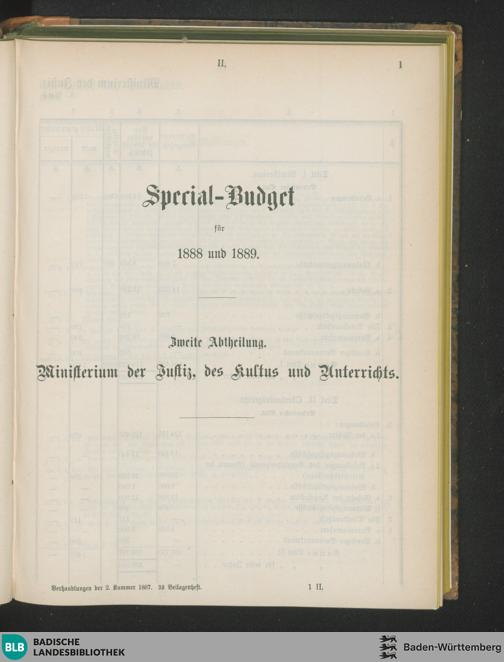 II.
1
Special-Budget
für
1888 und 1889.
Zweite Abtheilung.
Ministerium der Justiz, des Kultus und Unterrichts.
Verhandlungen der 2. Kammer 1887. 38 Beilagenheft.
1 II.
BLB
BADISCHE
LANDESBIBLIOTHEK
Baden-Württemberg